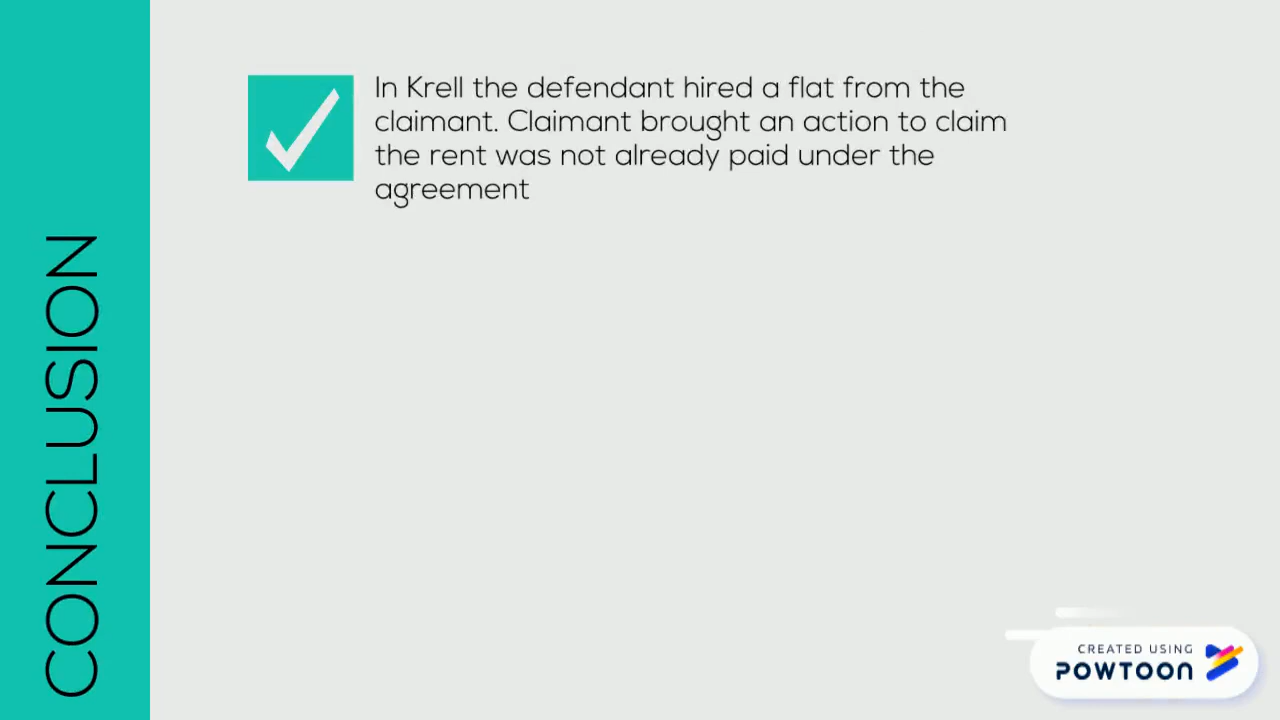 In Krell the defendant hired a flat from the
claimant. Claimant brought an action to claim
the rent was not already paid under the
agreement
CONCLUSION
CREATED USING
POWTOON